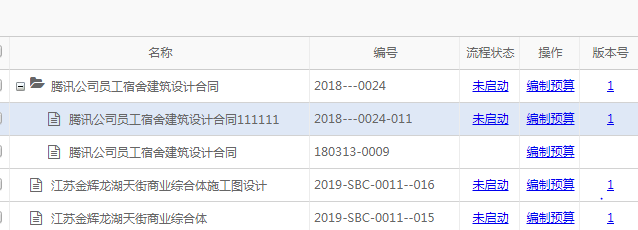 名称 编号 流程状态 操作 版本号
腾讯公司员工宿舍建筑设计合同 2018---0024 未启动 编制预算 1
腾讯公司员工宿舍建筑设计合同111111 2018---0024-011 未启动 编制预算 1
腾讯公司员工宿舍建筑设计合同 180313-0009 编制预算
江苏金辉龙湖天街商业综合体施工图设计 2019-SBC-0011--016 未启动 编制预算 1
江苏金辉龙湖天街商业综合体 2019-SBC-0011--015 未启动 编制预算 1